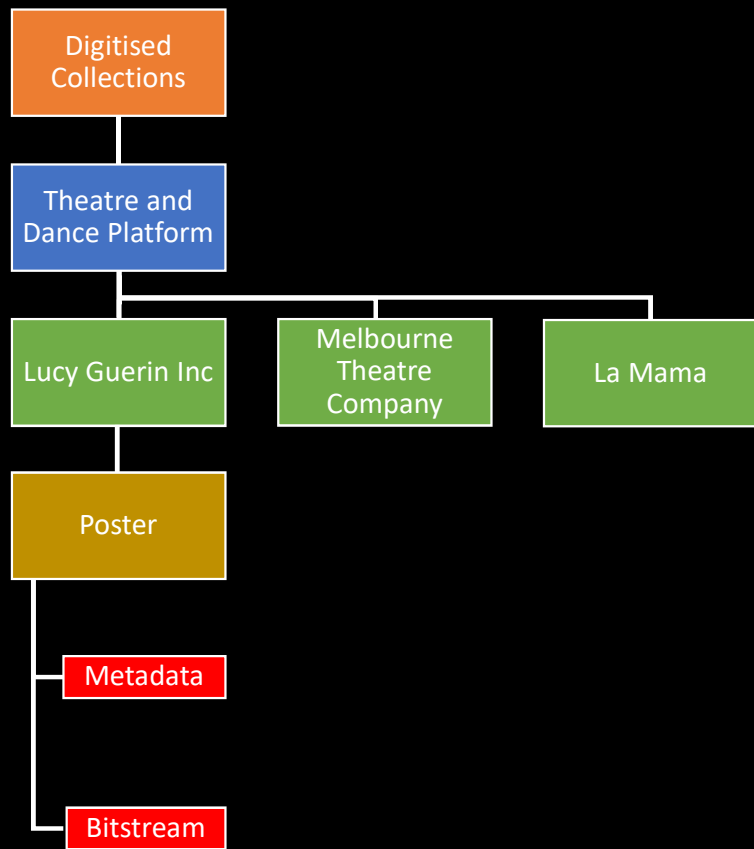 Digitised
Collections
Theatre and
Dance Platform
Lucy Guerin Inc
Melbourne
Theatre
Company
La Mama
Poster
Metadata
Bitstream